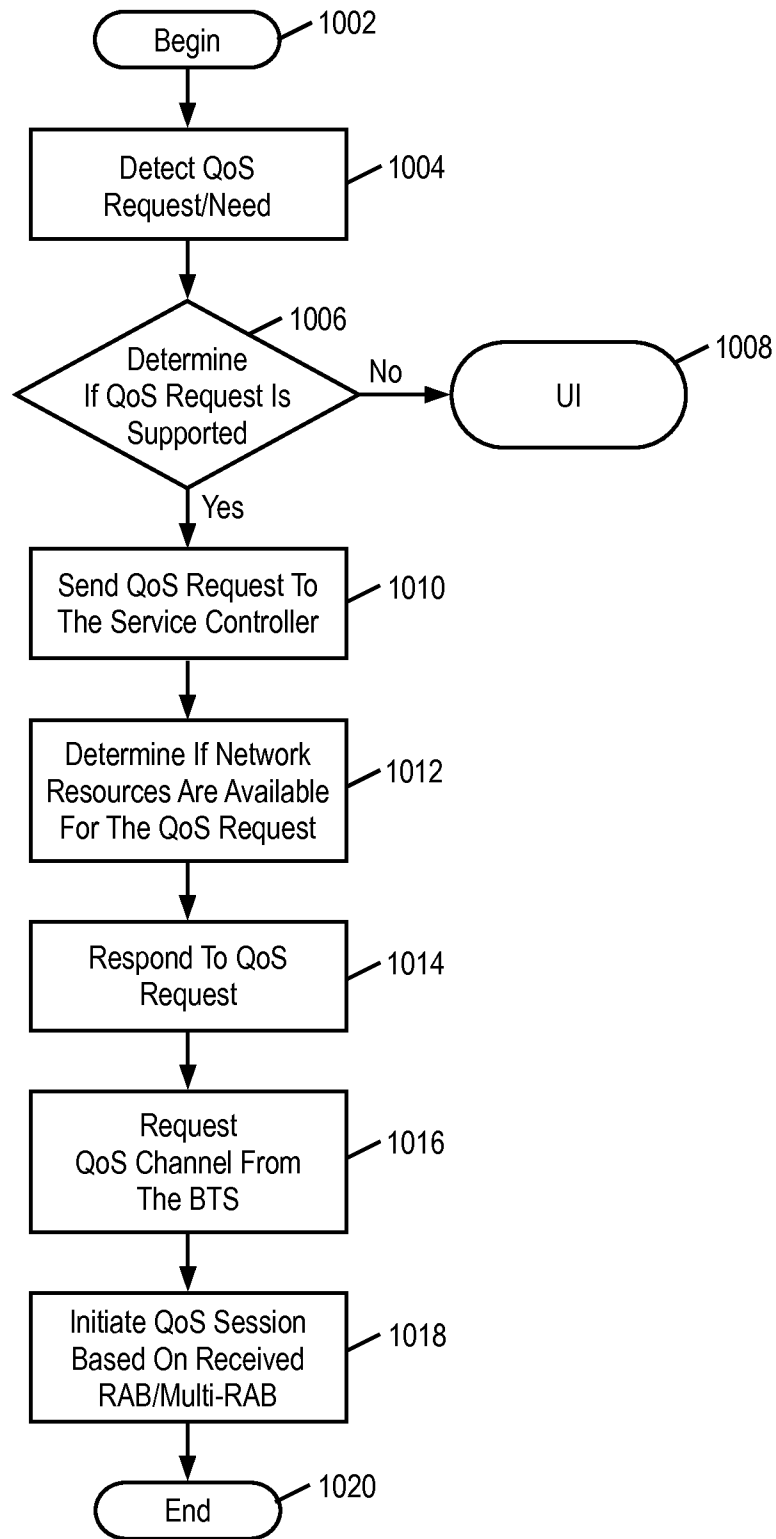 Begin
1002
Detect QoS
Request/Need
1004
1006
Determine
If QoS Request Is
Supported
No
UI
1008
Yes
Send QoS Request To
The Service Controller
1010
Determine If Network
Resources Are Available
For The QoS Request
1012
Respond To QoS
Request
1014
Request
QoS Channel From
The BTS
1016
Initiate QoS Session
Based On Received
RAB/Multi-RAB
1018
End
1020